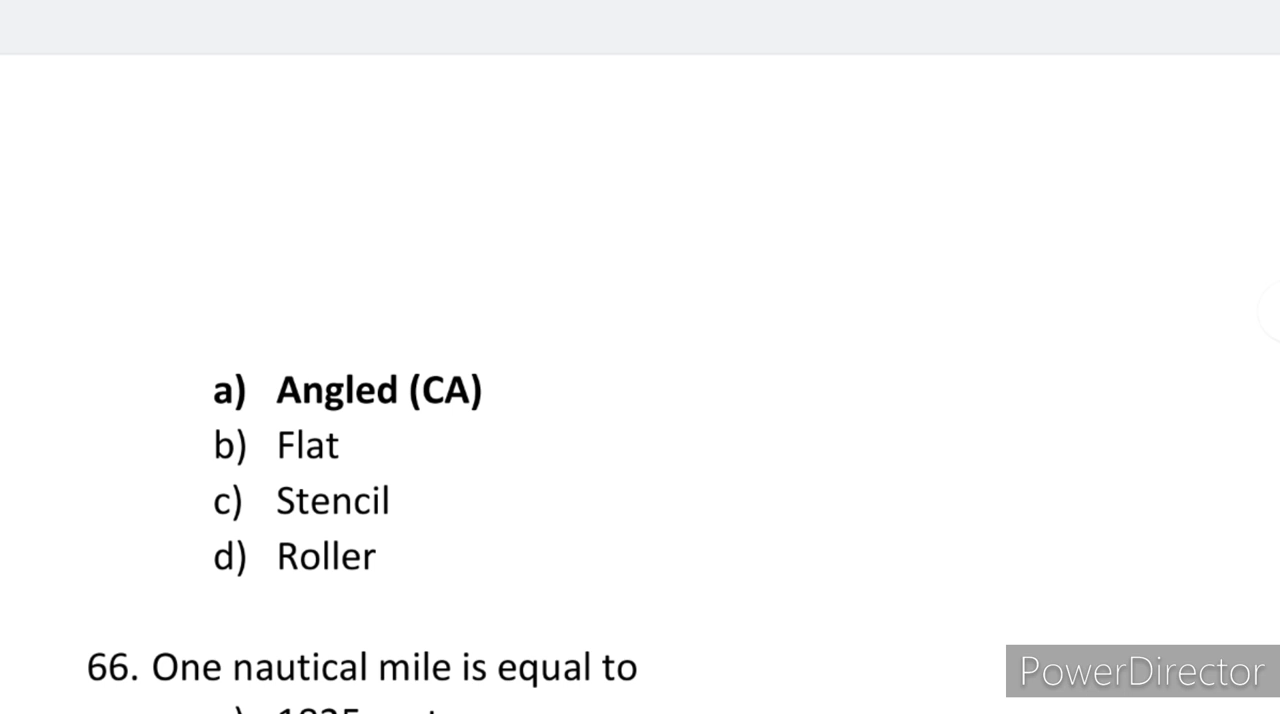 a) Angled (CA)
b) Flat
c) Stencil
d) Roller
66. One nautical mile is equal to
PowerDirector